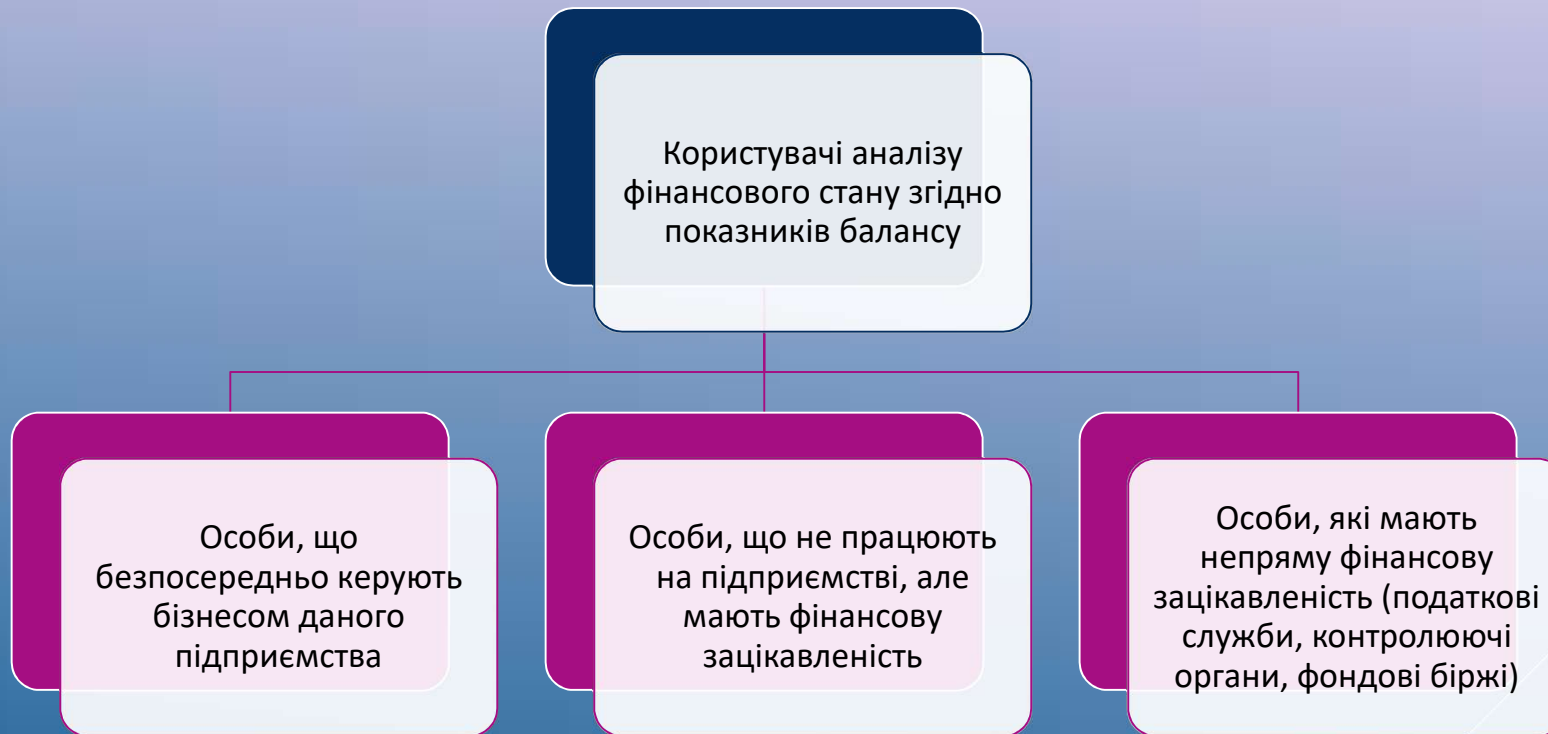 Користувачі аналізу
фінансового стану згідно
показників балансу
Особи, що
безпосередньо керують
бізнесом даного
підприємства
Особи, що не працюють
на підприємстві, але
мають фінансову
зацікавленість
Особи, які мають
непряму фінансову
зацікавленість (податкові
служби, контролюючі
органи, фондові біржі)